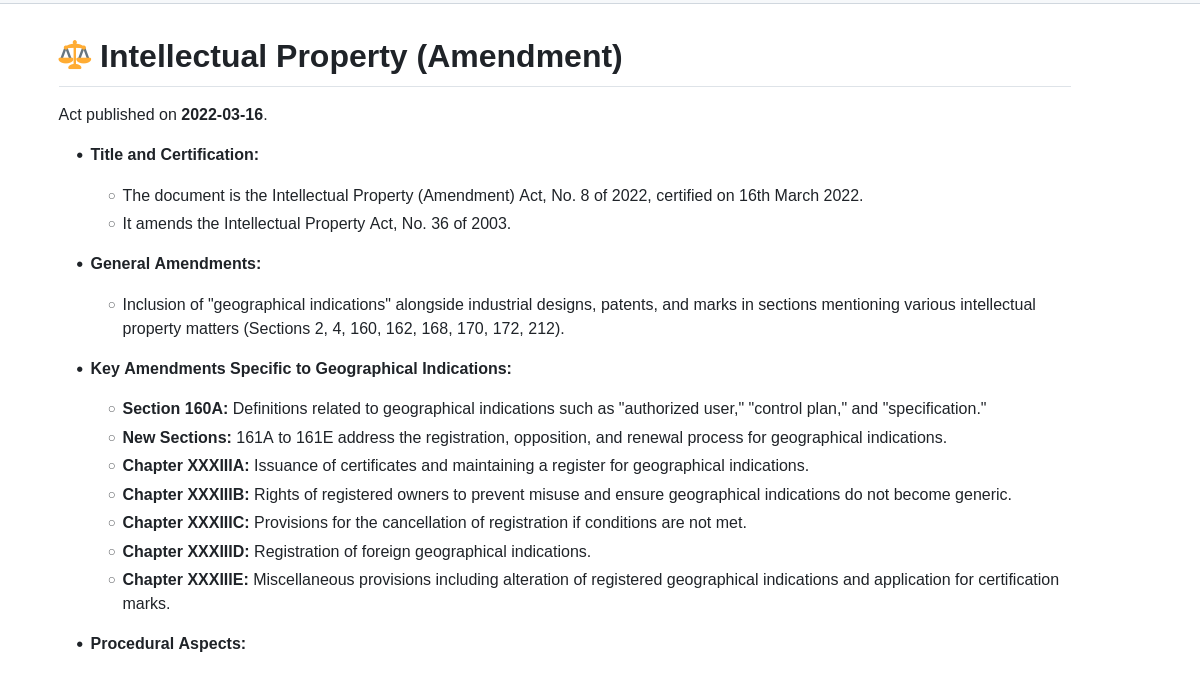 ⚖️ Intellectual Property (Amendment)
Act published on 2022-03-16.
• Title and Certification:
○ The document is the Intellectual Property (Amendment) Act, No. 8 of 2022, certified on 16th March 2022.
○ It amends the Intellectual Property Act, No. 36 of 2003.
• General Amendments:
○ Inclusion of "geographical indications" alongside industrial designs, patents, and marks in sections mentioning various intellectual
property matters (Sections 2, 4, 160, 162, 168, 170, 172, 212).
• Key Amendments Specific to Geographical Indications:
○ Section 160A: Definitions related to geographical indications such as "authorized user," "control plan," and "specification."
○ New Sections: 161A to 161E address the registration, opposition, and renewal process for geographical indications.
○ Chapter XXXIIIA: Issuance of certificates and maintaining a register for geographical indications.
○ Chapter XXXIIIB: Rights of registered owners to prevent misuse and ensure geographical indications do not become generic.
○ Chapter XXXIIIC: Provisions for the cancellation of registration if conditions are not met.
○ Chapter XXXIIID: Registration of foreign geographical indications.
○ Chapter XXXIIIE: Miscellaneous provisions including alteration of registered geographical indications and application for certification
marks.
• Procedural Aspects: